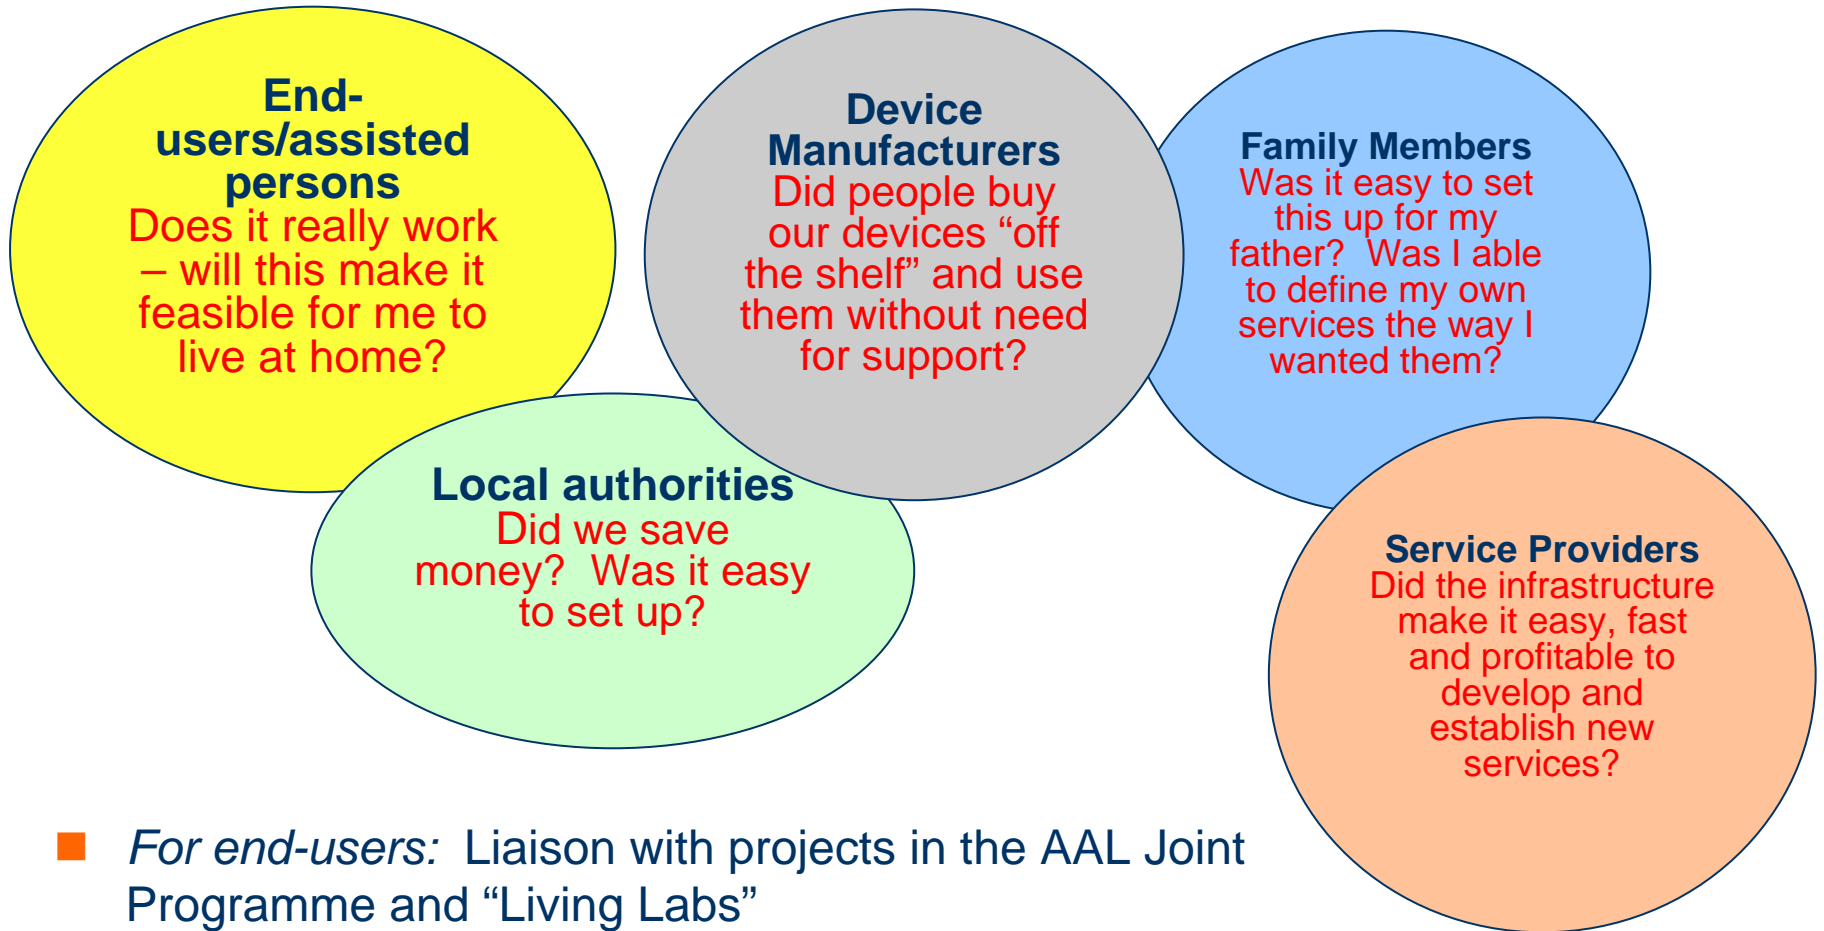 End-
users/assisted
persons
Does it really work
– will this make it
feasible for me to
live at home?
Device
Manufacturers
Did people buy
our devices “off
the shelf” and use
them without need
for support?
Family Members
Was it easy to set
this up for my
father?  Was I able
to define my own
services the way I
wanted them?
Local authorities
Did we save
money?  Was it easy
to set up?
Service Providers
Did the infrastructure
make it easy, fast
and profitable to
develop and
establish new
services?
For end-users:  Liaison with projects in the AAL Joint
Programme and “Living Labs”